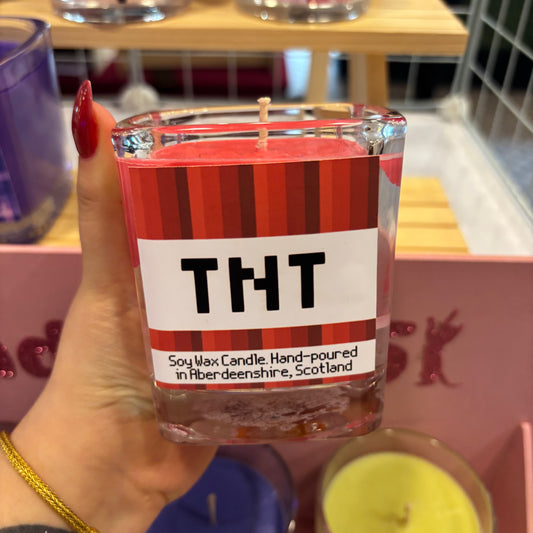 TNT
Soy Wax Candle. Hand-poured
in Aberdeenshire, Scotland